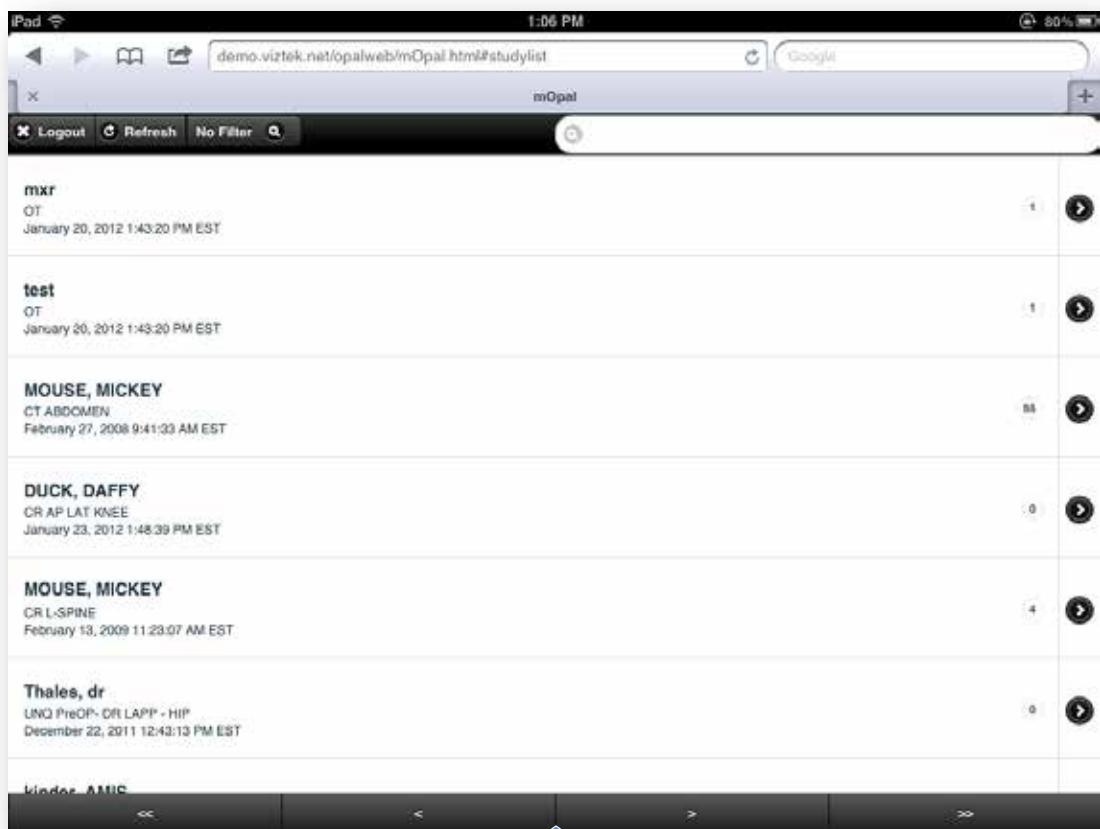 iPad 1:06 PM 80%
demo.viztek.net/opalweb/mOpal.html#studylist Google
mOpal
Logout Refresh No Filter
mxr
OT 1
January 20, 2012 1:43:20 PM EST
test
OT 1
January 20, 2012 1:43:20 PM EST
MOUSE, MICKEY
CT ABDOMEN
February 27, 2008 9:41:33 AM EST
DUCK, DAFFY
CR AP LAT KNEE 0
January 23, 2012 1:48:39 PM EST
MOUSE, MICKEY
CR L-SPINE 4
February 13, 2009 11:23:07 AM EST
Thales, dr
UNQ PreOP- DR LAPP - HIP 0
December 22, 2011 12:43:13 PM EST
kinder, AMIS
<< < > >>